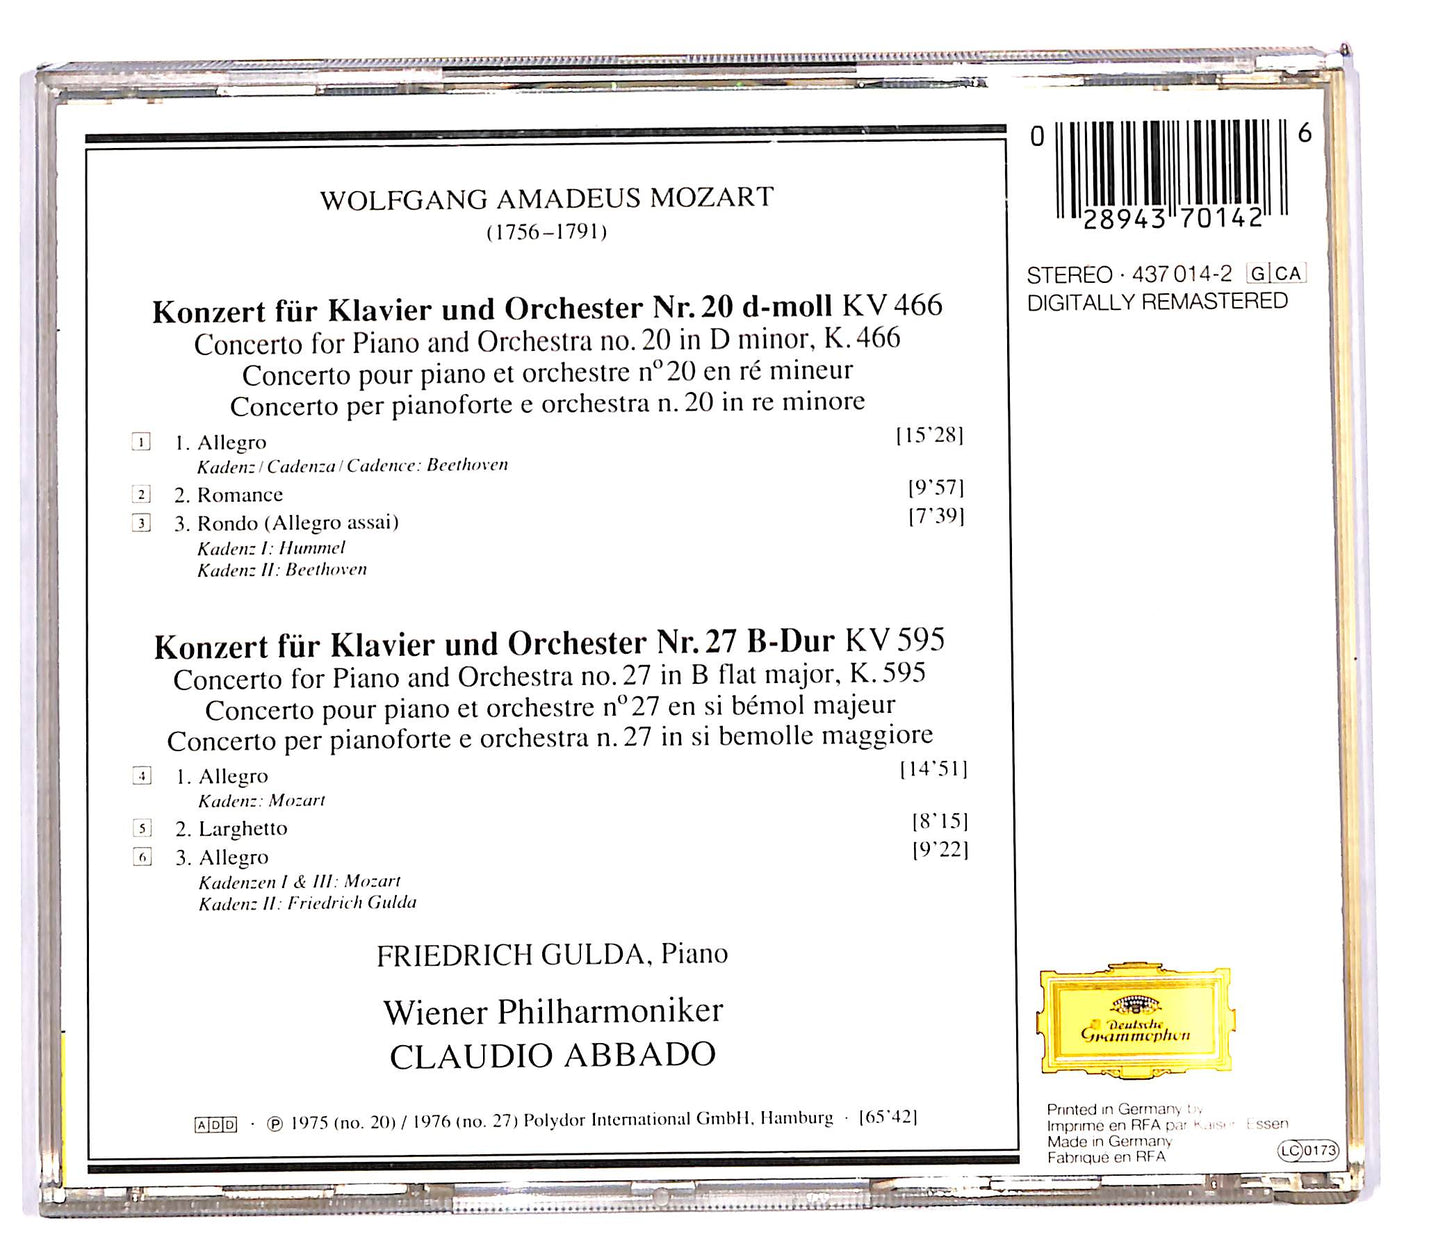 WOLFGANG AMADEUS MOZART
(1756–1791)
Konzert für Klavier und Orchester Nr. 20 d-moll KV 466
Concerto for Piano and Orchestra no. 20 in D minor, K. 466
Concerto pour piano et orchestre nº 20 en ré mineur
Concerto per pianoforte e orchestra n. 20 in re minore
1 1. Allegro [15'28]
Kadenz / Cadenza / Cadence: Beethoven
2 2. Romance [9'57]
3 3. Rondo (Allegro assai) [7'39]
Kadenz I: Hummel
Kadenz II: Beethoven
Konzert für Klavier und Orchester Nr. 27 B-Dur KV 595
Concerto for Piano and Orchestra no. 27 in B flat major, K. 595
Concerto pour piano et orchestre nº 27 en si bémol majeur
Concerto per pianoforte e orchestra n. 27 in si bemolle maggiore
4 1. Allegro [14'51]
Kadenz: Mozart
5 2. Larghetto [8'15]
6 3. Allegro [9'22]
Kadenzen I & III: Mozart
Kadenz II: Friedrich Gulda
FRIEDRICH GULDA, Piano
Wiener Philharmoniker
CLAUDIO ABBADO
ADD · ℗ 1975 (no. 20) / 1976 (no. 27) Polydor International GmbH, Hamburg · [65'42]
0 28943 70142 6
STEREO · 437 014-2 G CA
DIGITALLY REMASTERED
Deutsche
Grammophon
Printed in Germany by
Imprimé en RFA par Kaiser, Essen
Made in Germany
Fabrique en RFA
LC 0173